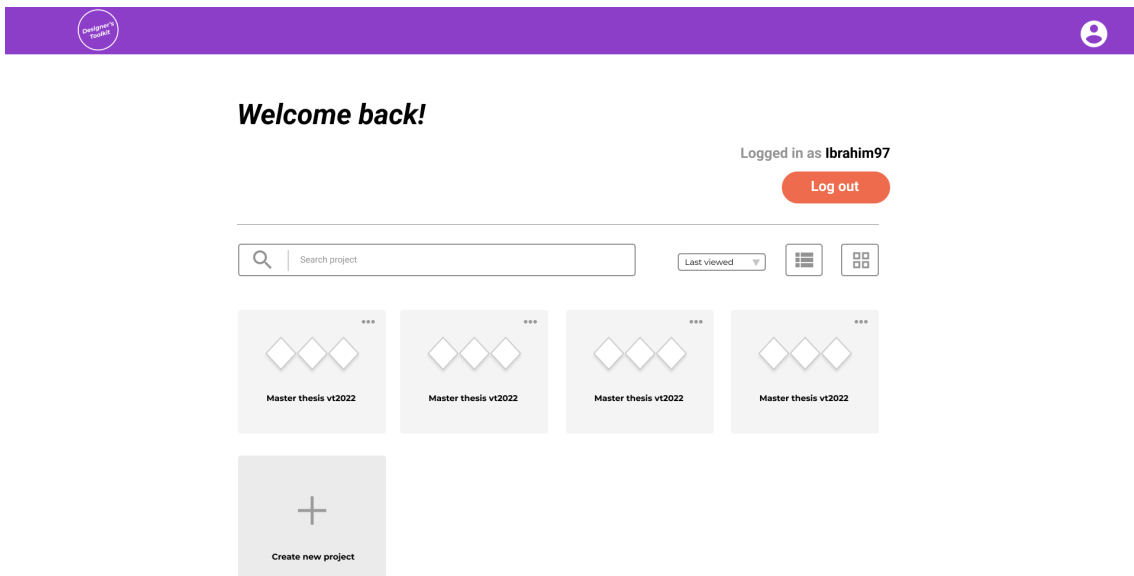 Designer's
Toolkit
Welcome back!
Logged in as Ibrahim97
Log out
Search project
Last viewed
Master thesis vt2022
Master thesis vt2022
Master thesis vt2022
Master thesis vt2022
Create new project